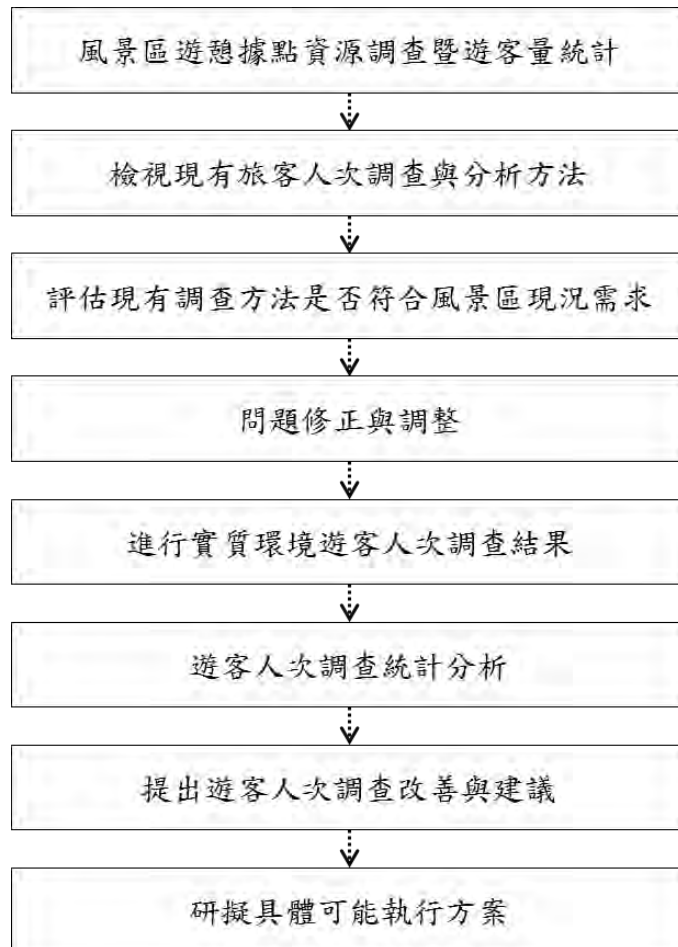 風景區遊憩據點資源調查暨遊客量統計
檢視現有旅客人次調查與分析方法
評估現有調查方法是否符合風景區現況需求
問題修正與調整
進行實質環境遊客人次調查結果
遊客人次調查統計分析
提出遊客人次調查改善與建議
研擬具體可能執行方案